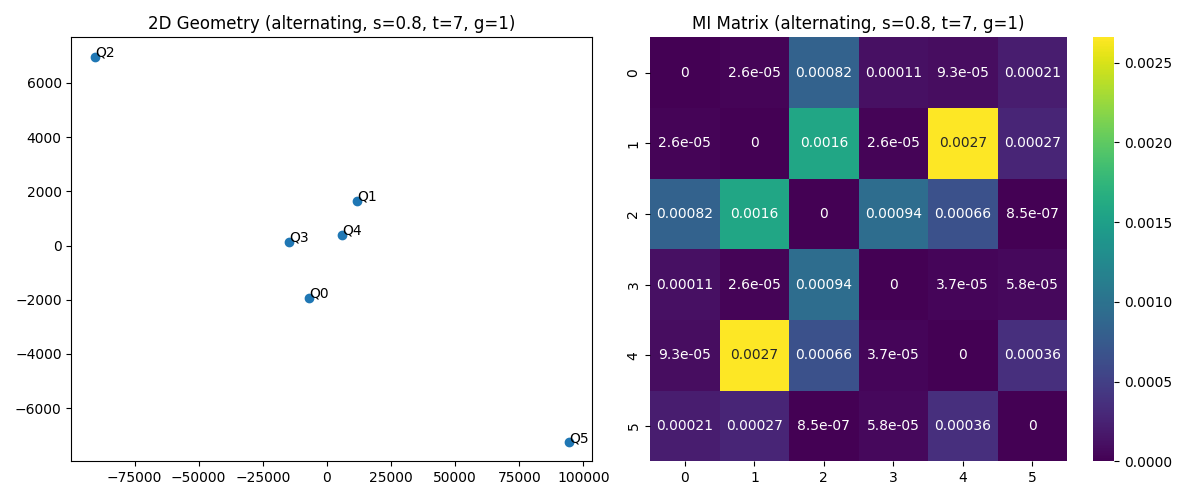 2D Geometry (alternating, s=0.8, t=7, g=1)
6000
4000
2000
0
−2000
−4000
−6000
Q2
Q1
Q4
Q3
Q0
Q5
−75000 −50000 −25000 0 25000 50000 75000 100000
MI Matrix (alternating, s=0.8, t=7, g=1)
0 0 2.6e-05 0.00082 0.00011 9.3e-05 0.00021
1 2.6e-05 0 0.0016 2.6e-05 0.0027 0.00027
2 0.00082 0.0016 0 0.00094 0.00066 8.5e-07
3 0.00011 2.6e-05 0.00094 0 3.7e-05 5.8e-05
4 9.3e-05 0.0027 0.00066 3.7e-05 0 0.00036
5 0.00021 0.00027 8.5e-07 5.8e-05 0.00036 0
0 1 2 3 4 5
0.0025
0.0020
0.0015
0.0010
0.0005
0.0000